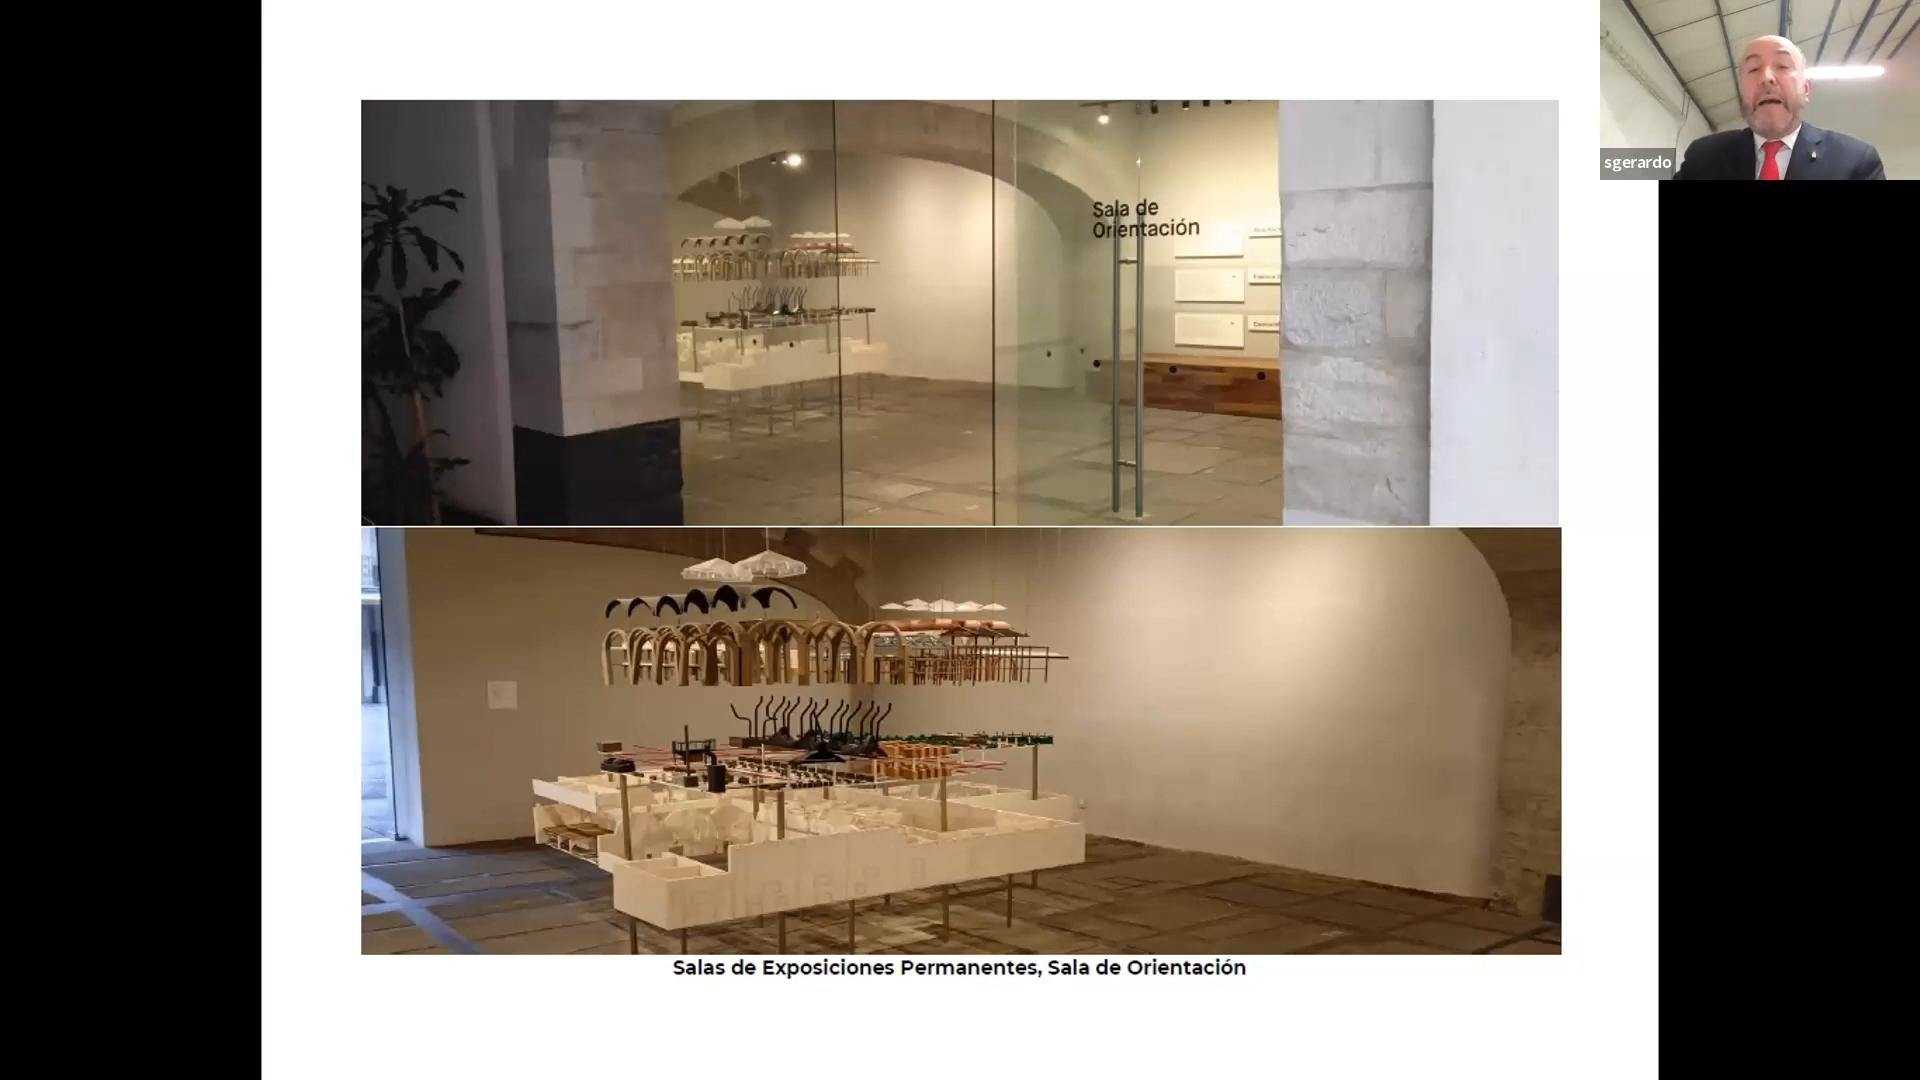 sgerardo
Sala de
Orientación
Salas de Exposiciones Permanentes, Sala de Orientación